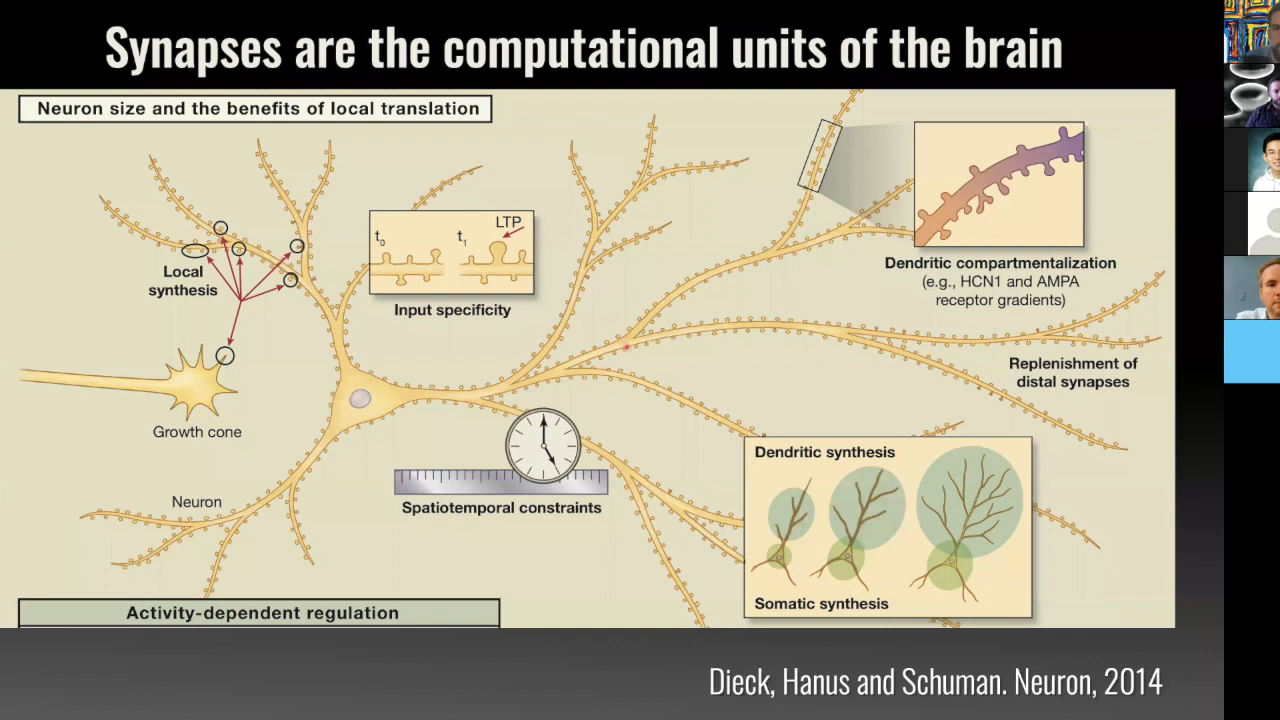 Synapses are the computational units of the brain
Neuron size and the benefits of local translation
Local
synthesis
t0
t1
LTP
Input specificity
Dendritic compartmentalization
(e.g., HCN1 and AMPA
receptor gradients)
Replenishment of
distal synapses
Growth cone
Neuron
Spatiotemporal constraints
Dendritic synthesis
Somatic synthesis
Activity-dependent regulation
Dieck, Hanus and Schuman. Neuron, 2014